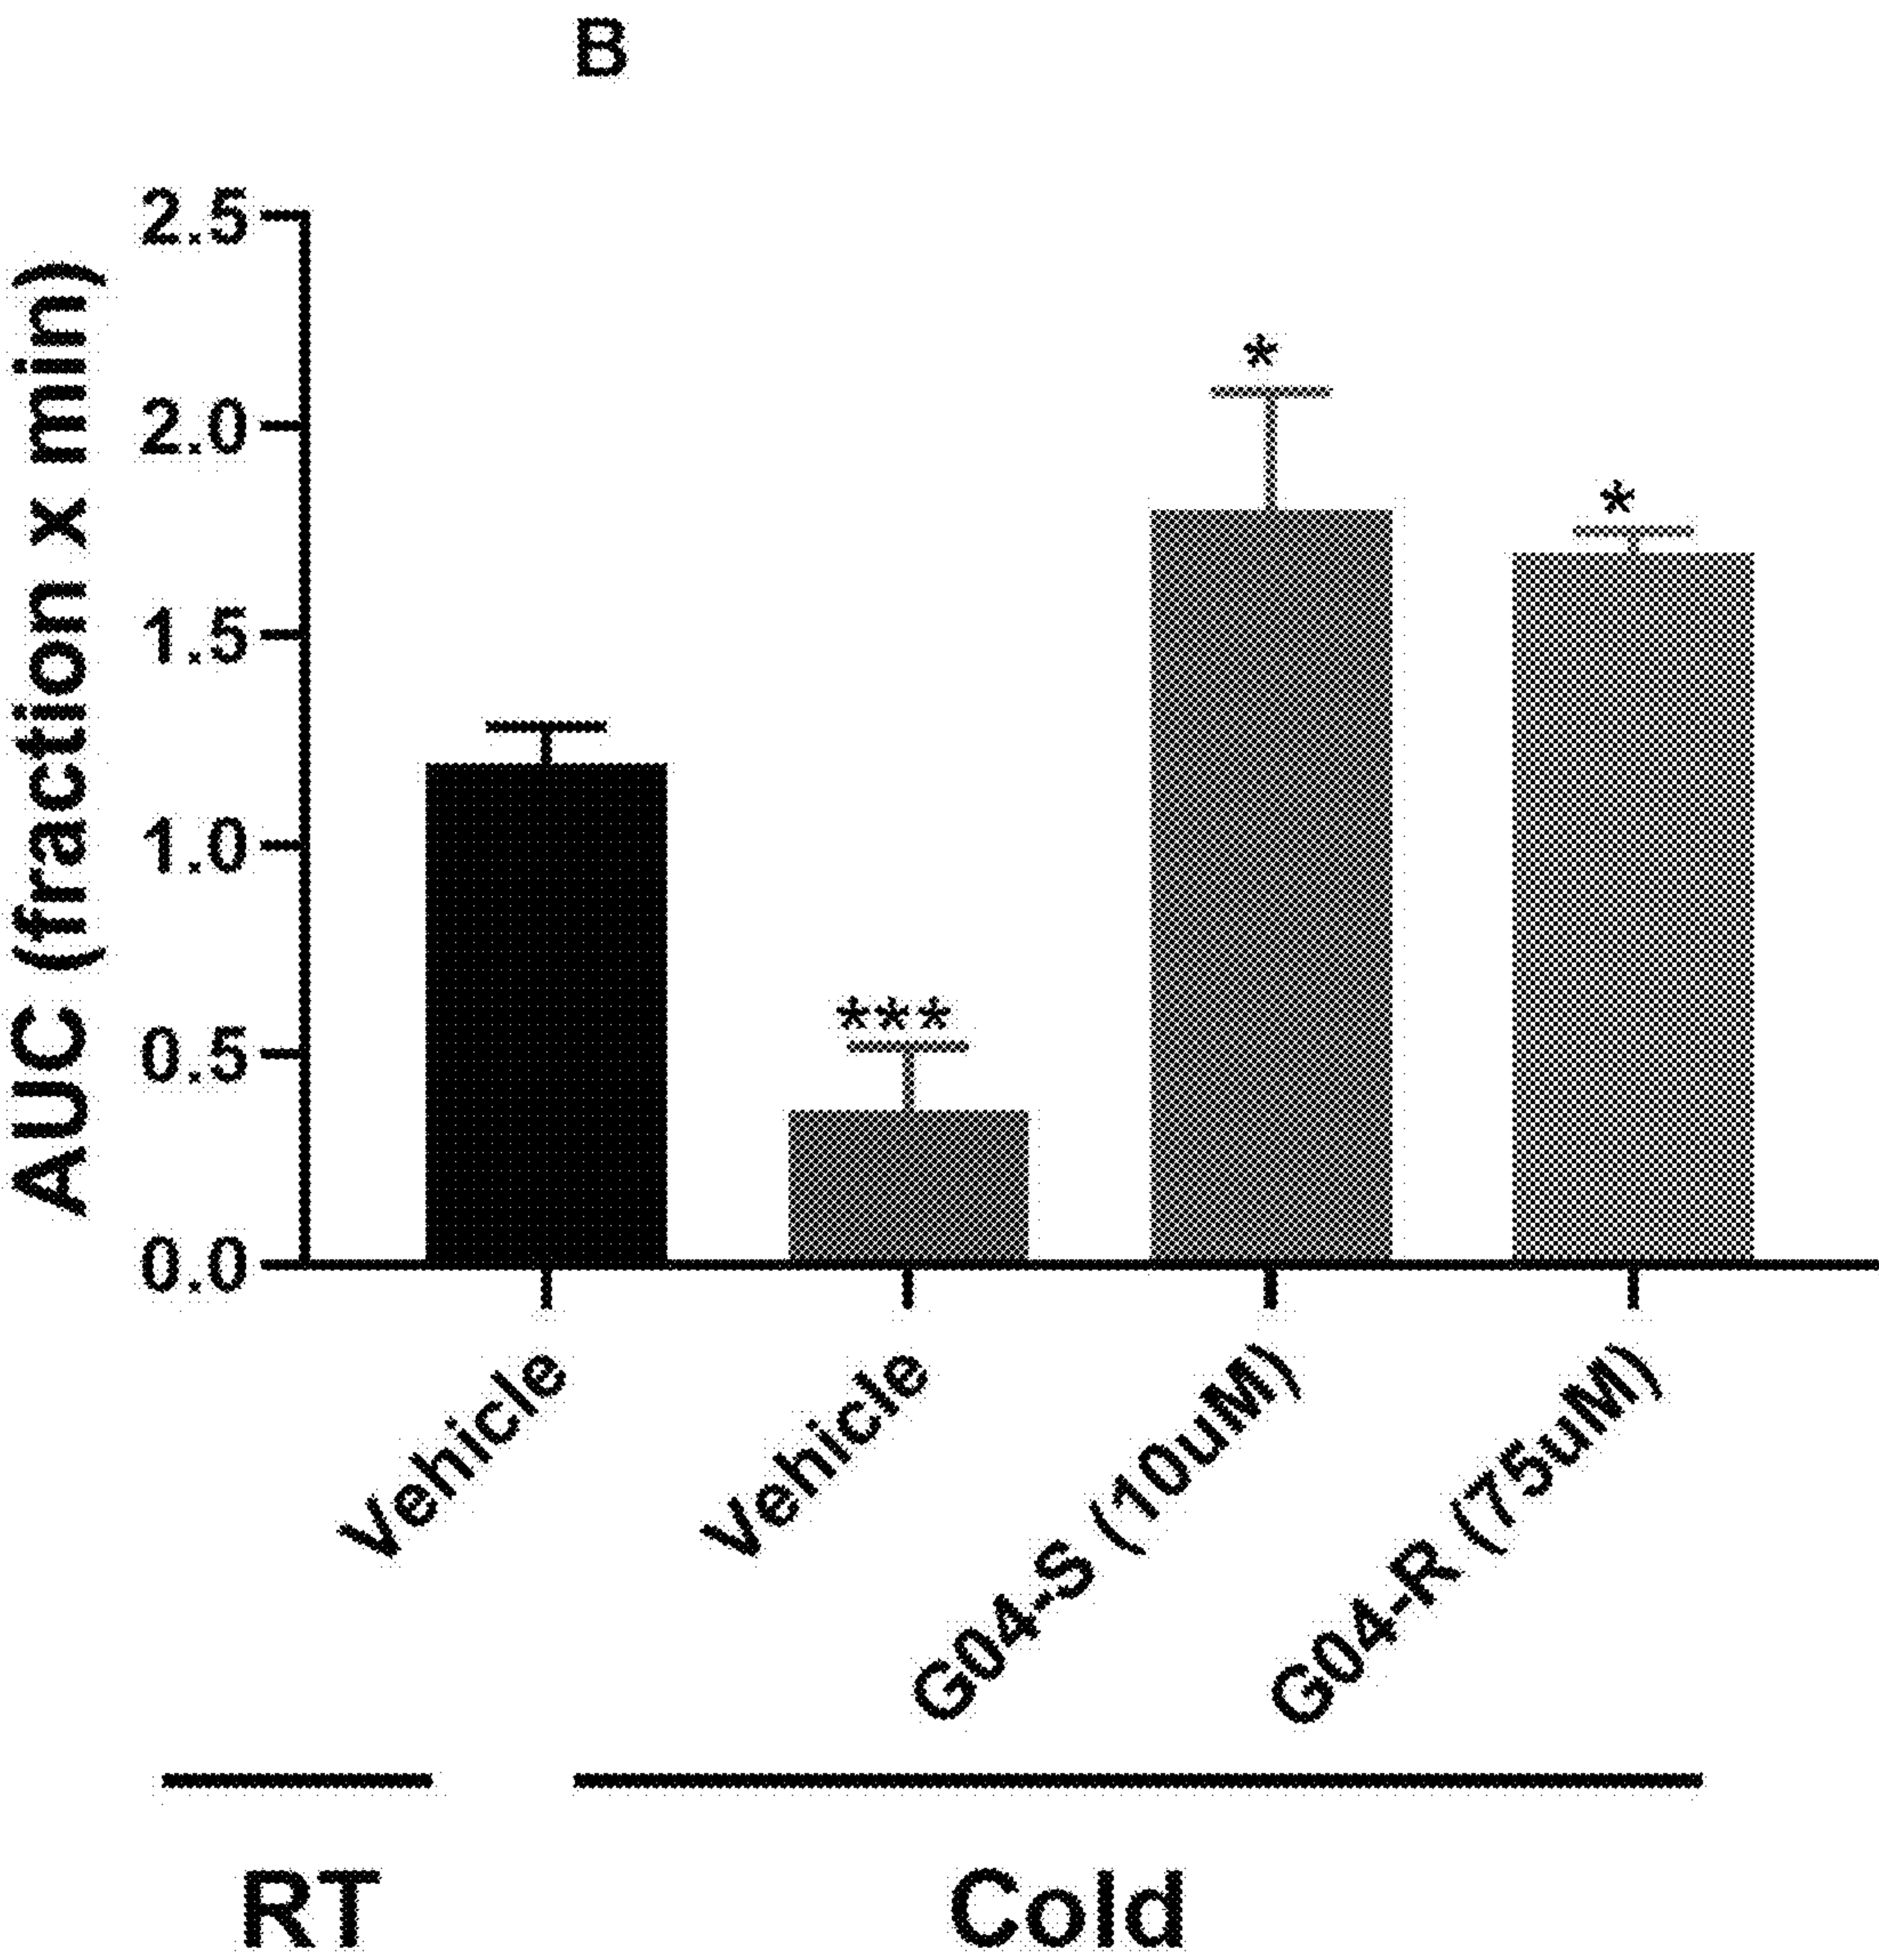 B
AUC (fraction x min)
2.5
2.0
1.5
1.0
0.5
0.0
*
*
***
Vehicle
Vehicle
G04-S (10uM)
G04-R (75uM)
RT
Cold